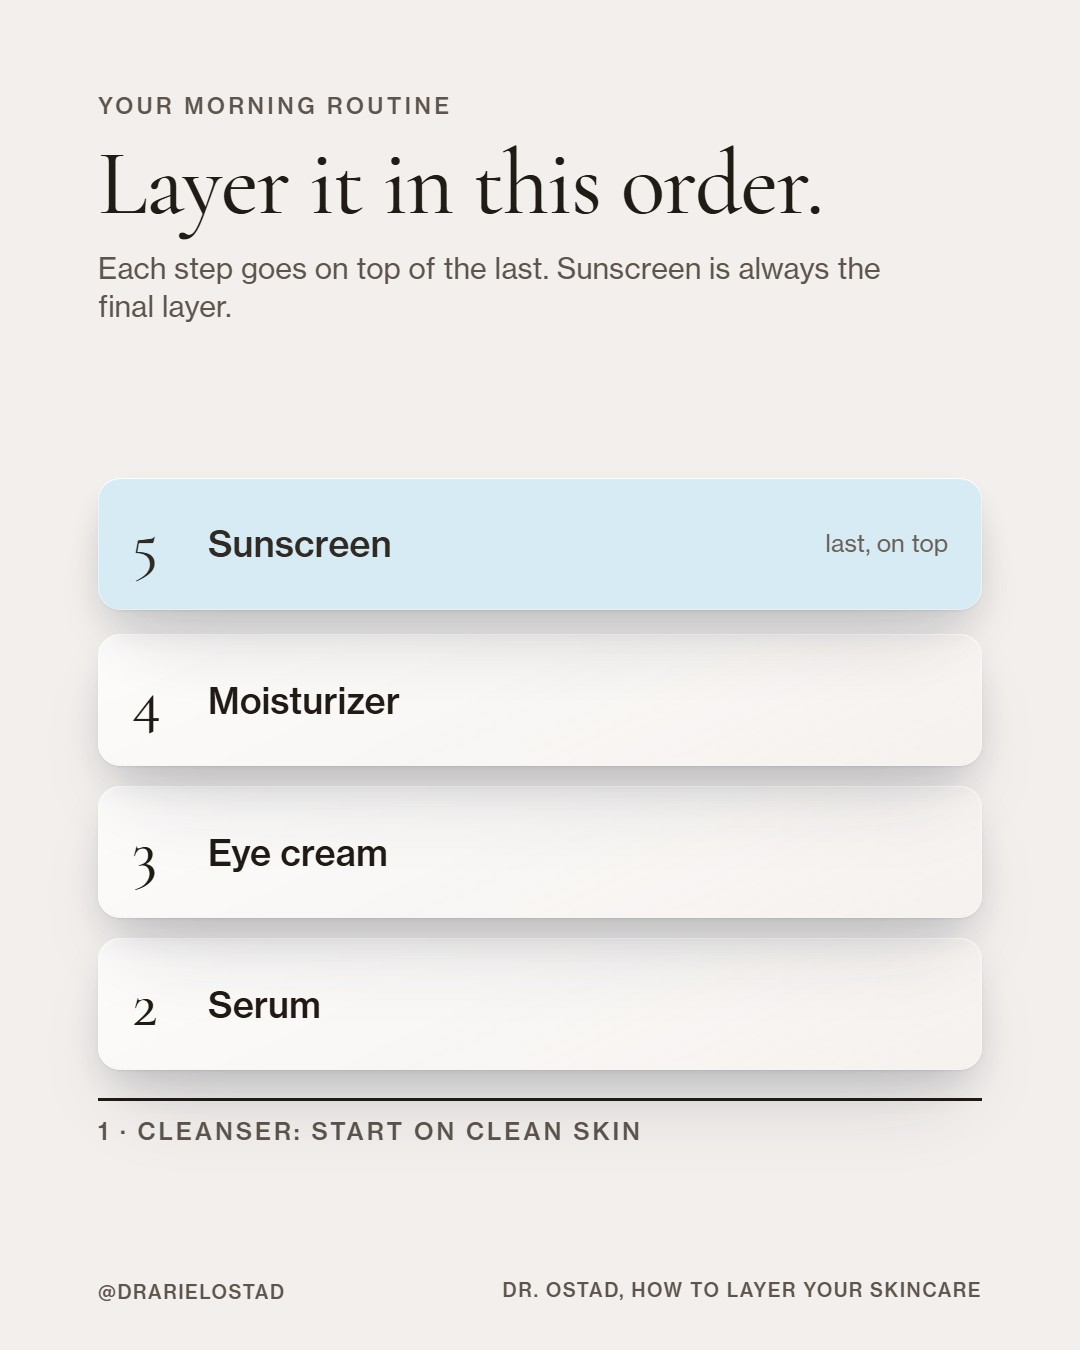 YOUR MORNING ROUTINE
Layer it in this order.
Each step goes on top of the last. Sunscreen is always the
final layer.
5 Sunscreen last, on top
4 Moisturizer
3 Eye cream
2 Serum
1 · CLEANSER: START ON CLEAN SKIN
@DRARIELOSTAD DR. OSTAD, HOW TO LAYER YOUR SKINCARE